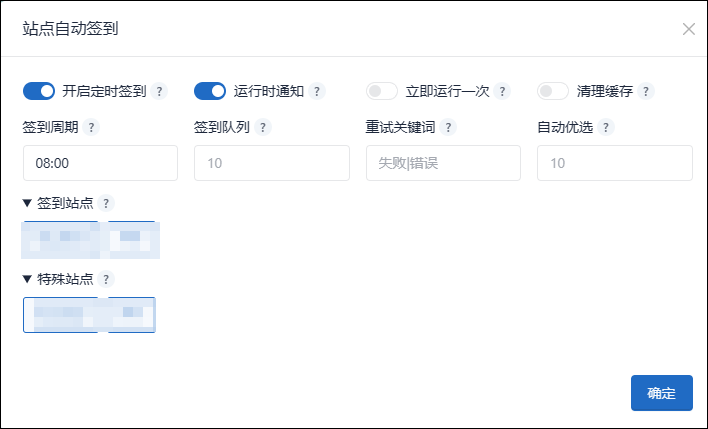 站点自动签到
开启定时签到 ? 运行时通知 ? 立即运行一次 ? 清理缓存 ?
签到周期 ? 签到队列 ? 重试关键词 ? 自动优选 ?
08:00 10 失败|错误 10
▼ 签到站点 ?
▼ 特殊站点 ?
确定